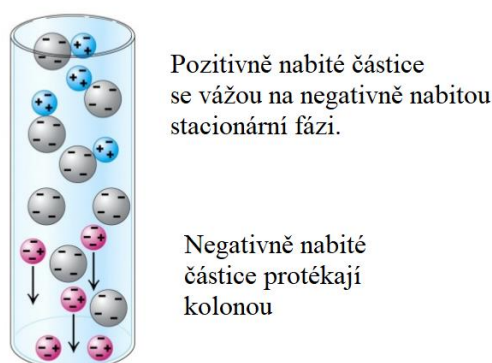 Pozitivně nabité částice
se vážou na negativně nabitou
stacionární fázi.
Negativně nabité
částice protékají
kolonou